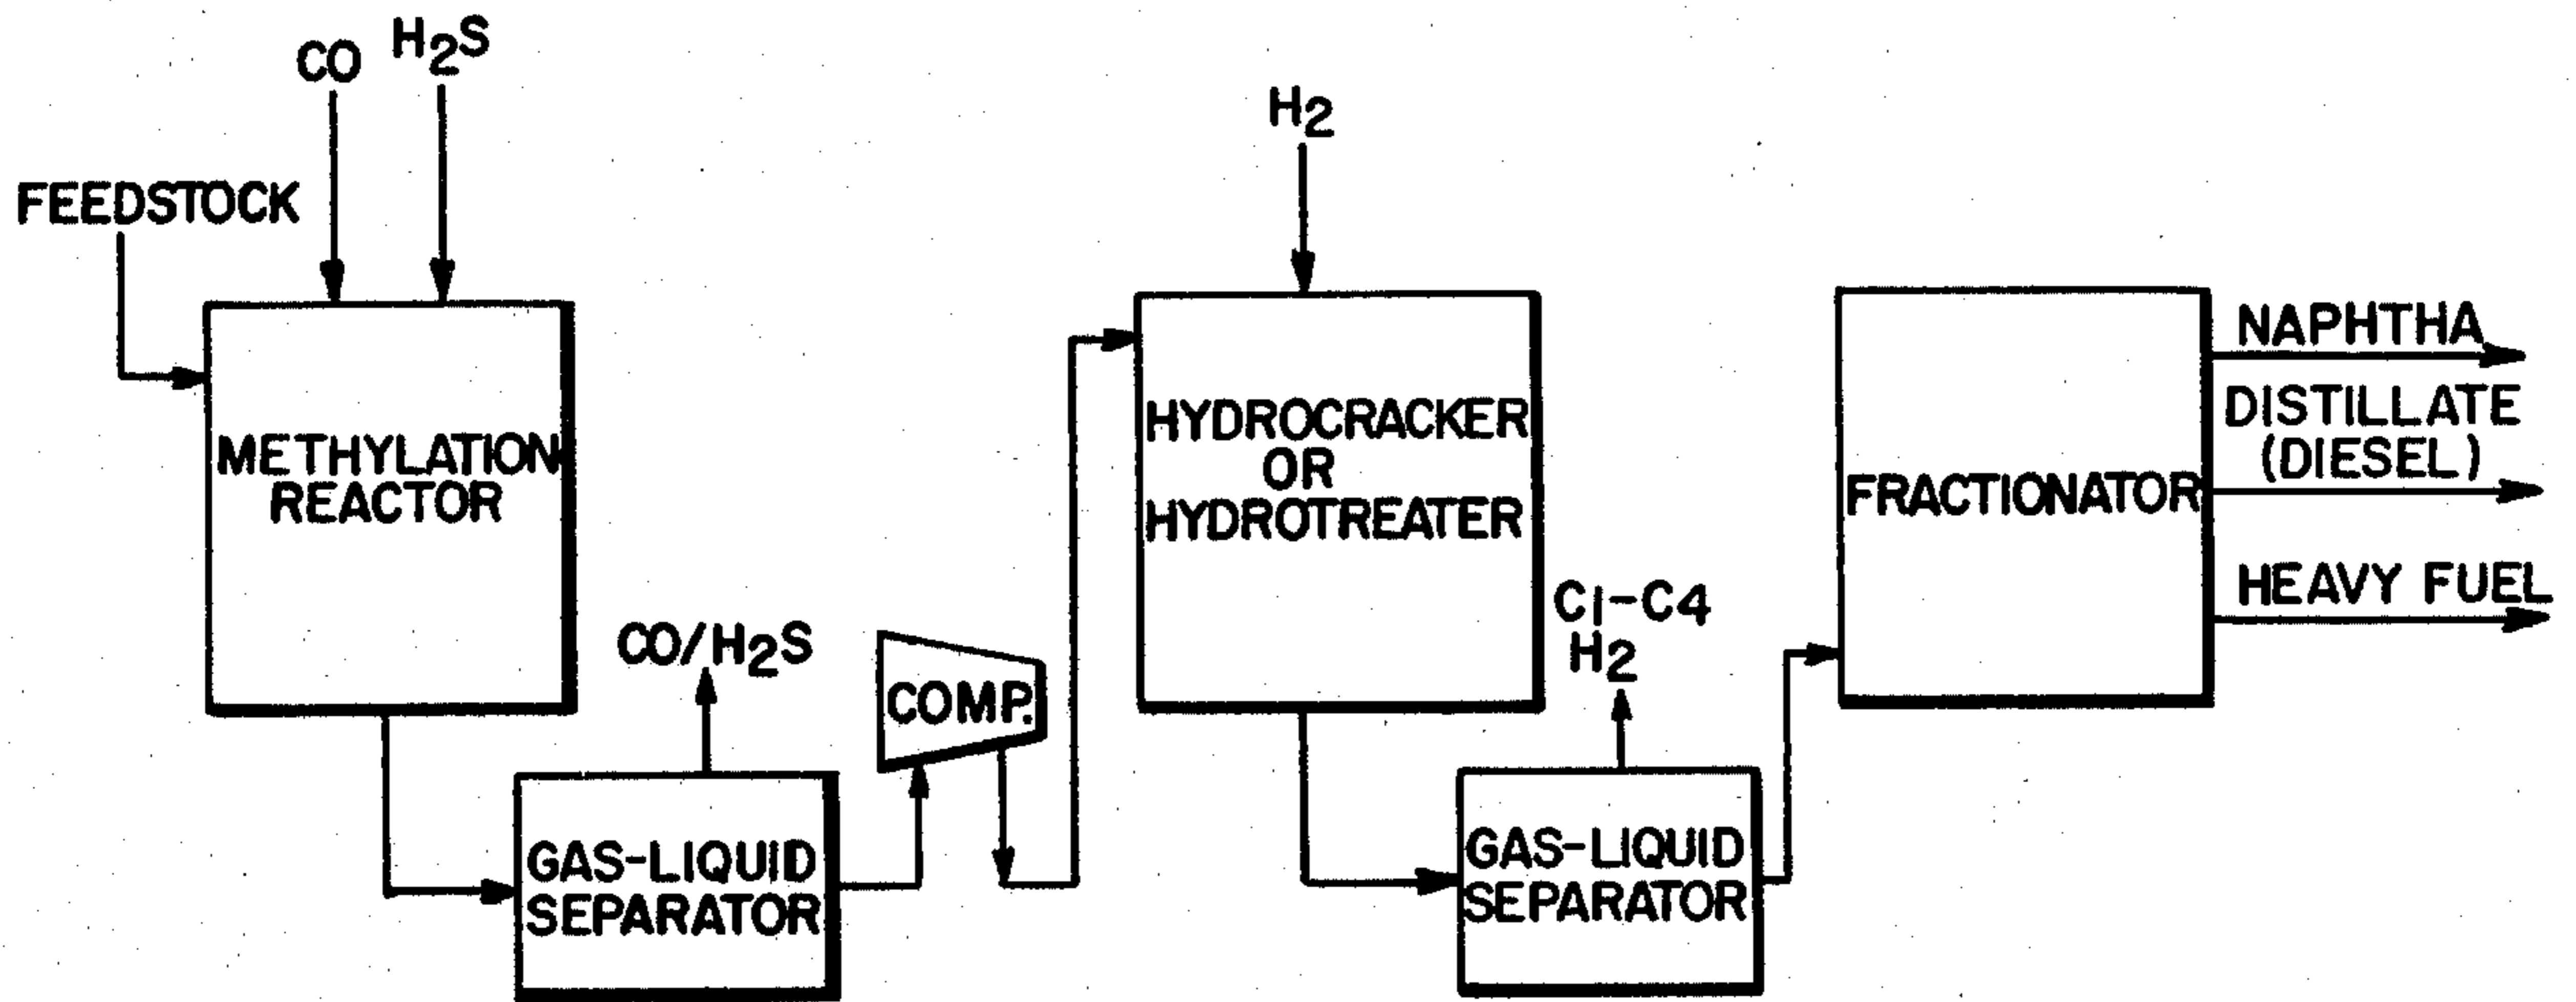 CO
H2S
FEEDSTOCK
METHYLATION
REACTOR
CO/H2S
GAS-LIQUID
SEPARATOR
COMP.
H2
HYDROCRACKER
OR
HYDROTREATER
C1-C4
H2
GAS-LIQUID
SEPARATOR
FRACTIONATOR
NAPHTHA
DISTILLATE
(DIESEL)
HEAVY FUEL